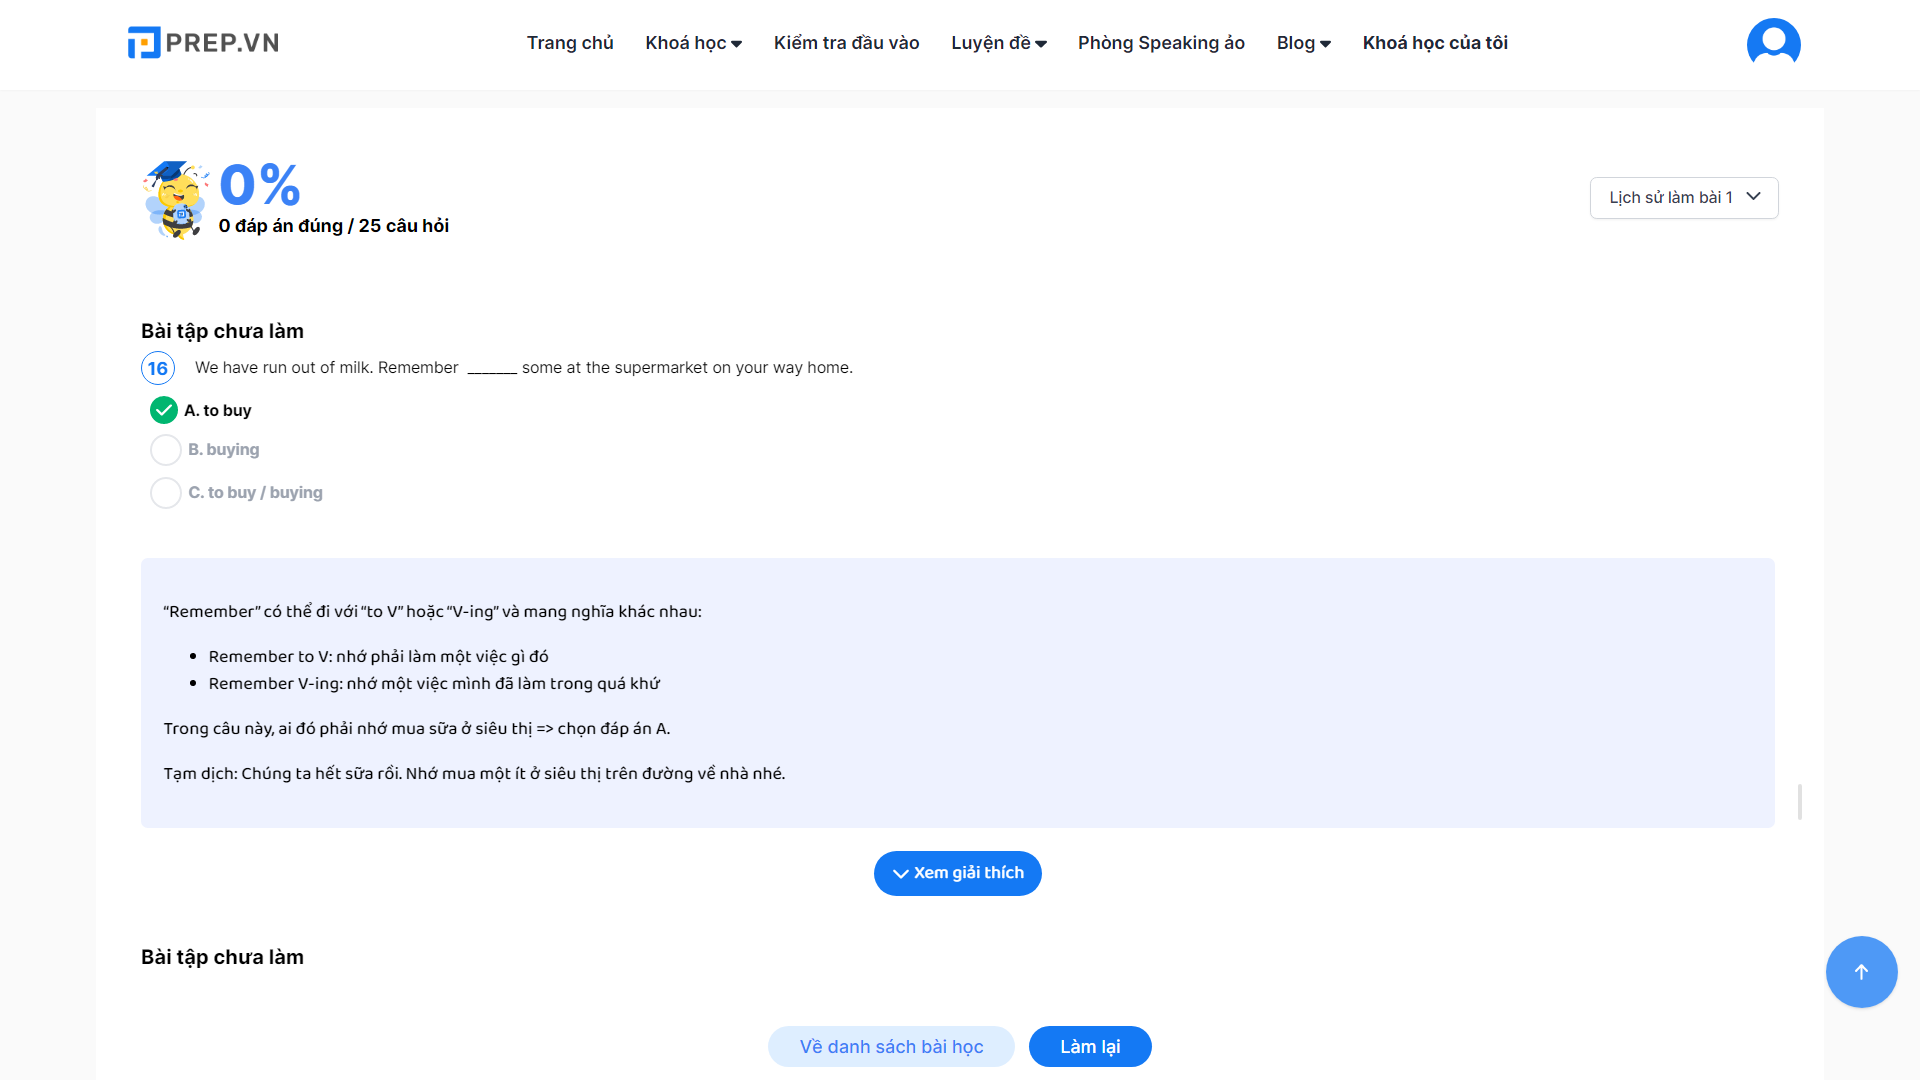 PREP.VN
Trang chủ Khoá học Kiểm tra đầu vào Luyện đề Phòng Speaking ảo Blog Khoá học của tôi
0%
0 đáp án đúng / 25 câu hỏi
Lịch sử làm bài 1
Bài tập chưa làm
16 We have run out of milk. Remember _______ some at the supermarket on your way home.
A. to buy
B. buying
C. to buy / buying
“Remember” có thể đi với “to V” hoặc “V-ing” và mang nghĩa khác nhau:
• Remember to V: nhớ phải làm một việc gì đó
• Remember V-ing: nhớ một việc mình đã làm trong quá khứ
Trong câu này, ai đó phải nhớ mua sữa ở siêu thị => chọn đáp án A.
Tạm dịch: Chúng ta hết sữa rồi. Nhớ mua một ít ở siêu thị trên đường về nhà nhé.
Xem giải thích
Bài tập chưa làm
Về danh sách bài học Làm lại